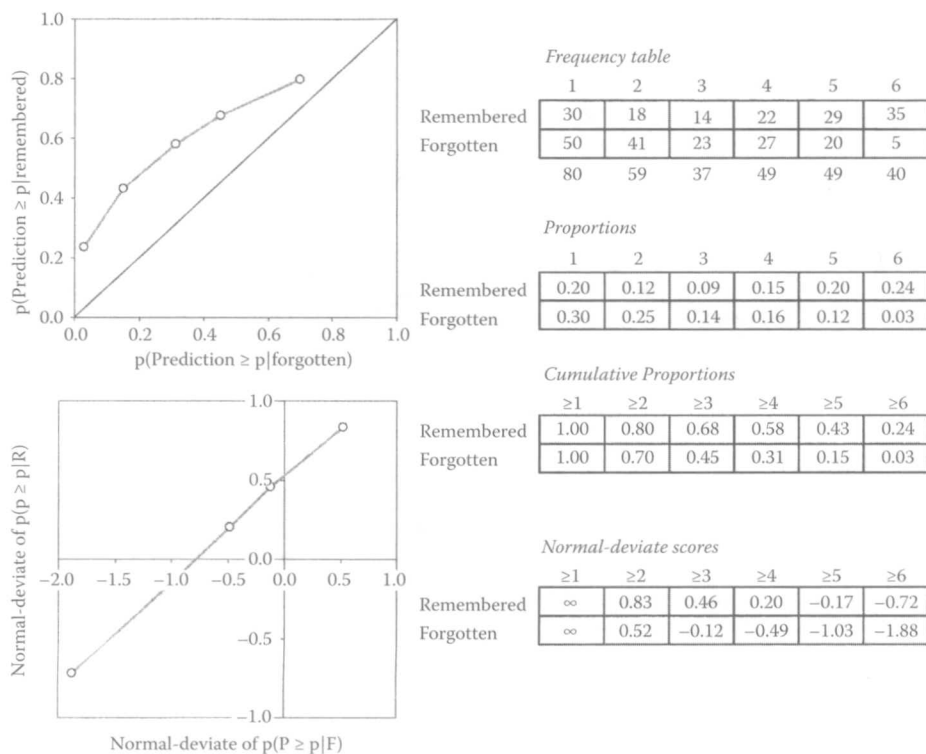 1.0
0.8
0.6
0.4
0.2
0.0
0.0 0.2 0.4 0.6 0.8 1.0
p(Prediction ≥ p|remembered)
p(Prediction ≥ p|forgotten)
1.0
0.5
0.0
−2.0 −1.5 −1.0 −0.5 0.0 0.5 1.0
−0.5
−1.0
Normal-deviate of p(p ≥ p|R)
Normal-deviate of p(P ≥ p|F)
Frequency table
1 2 3 4 5 6
Remembered 30 18 14 22 29 35
Forgotten 50 41 23 27 20 5
80 59 37 49 49 40
Proportions
1 2 3 4 5 6
Remembered 0.20 0.12 0.09 0.15 0.20 0.24
Forgotten 0.30 0.25 0.14 0.16 0.12 0.03
Cumulative Proportions
≥1 ≥2 ≥3 ≥4 ≥5 ≥6
Remembered 1.00 0.80 0.68 0.58 0.43 0.24
Forgotten 1.00 0.70 0.45 0.31 0.15 0.03
Normal-deviate scores
≥1 ≥2 ≥3 ≥4 ≥5 ≥6
Remembered ∞ 0.83 0.46 0.20 −0.17 −0.72
Forgotten ∞ 0.52 −0.12 −0.49 −1.03 −1.88